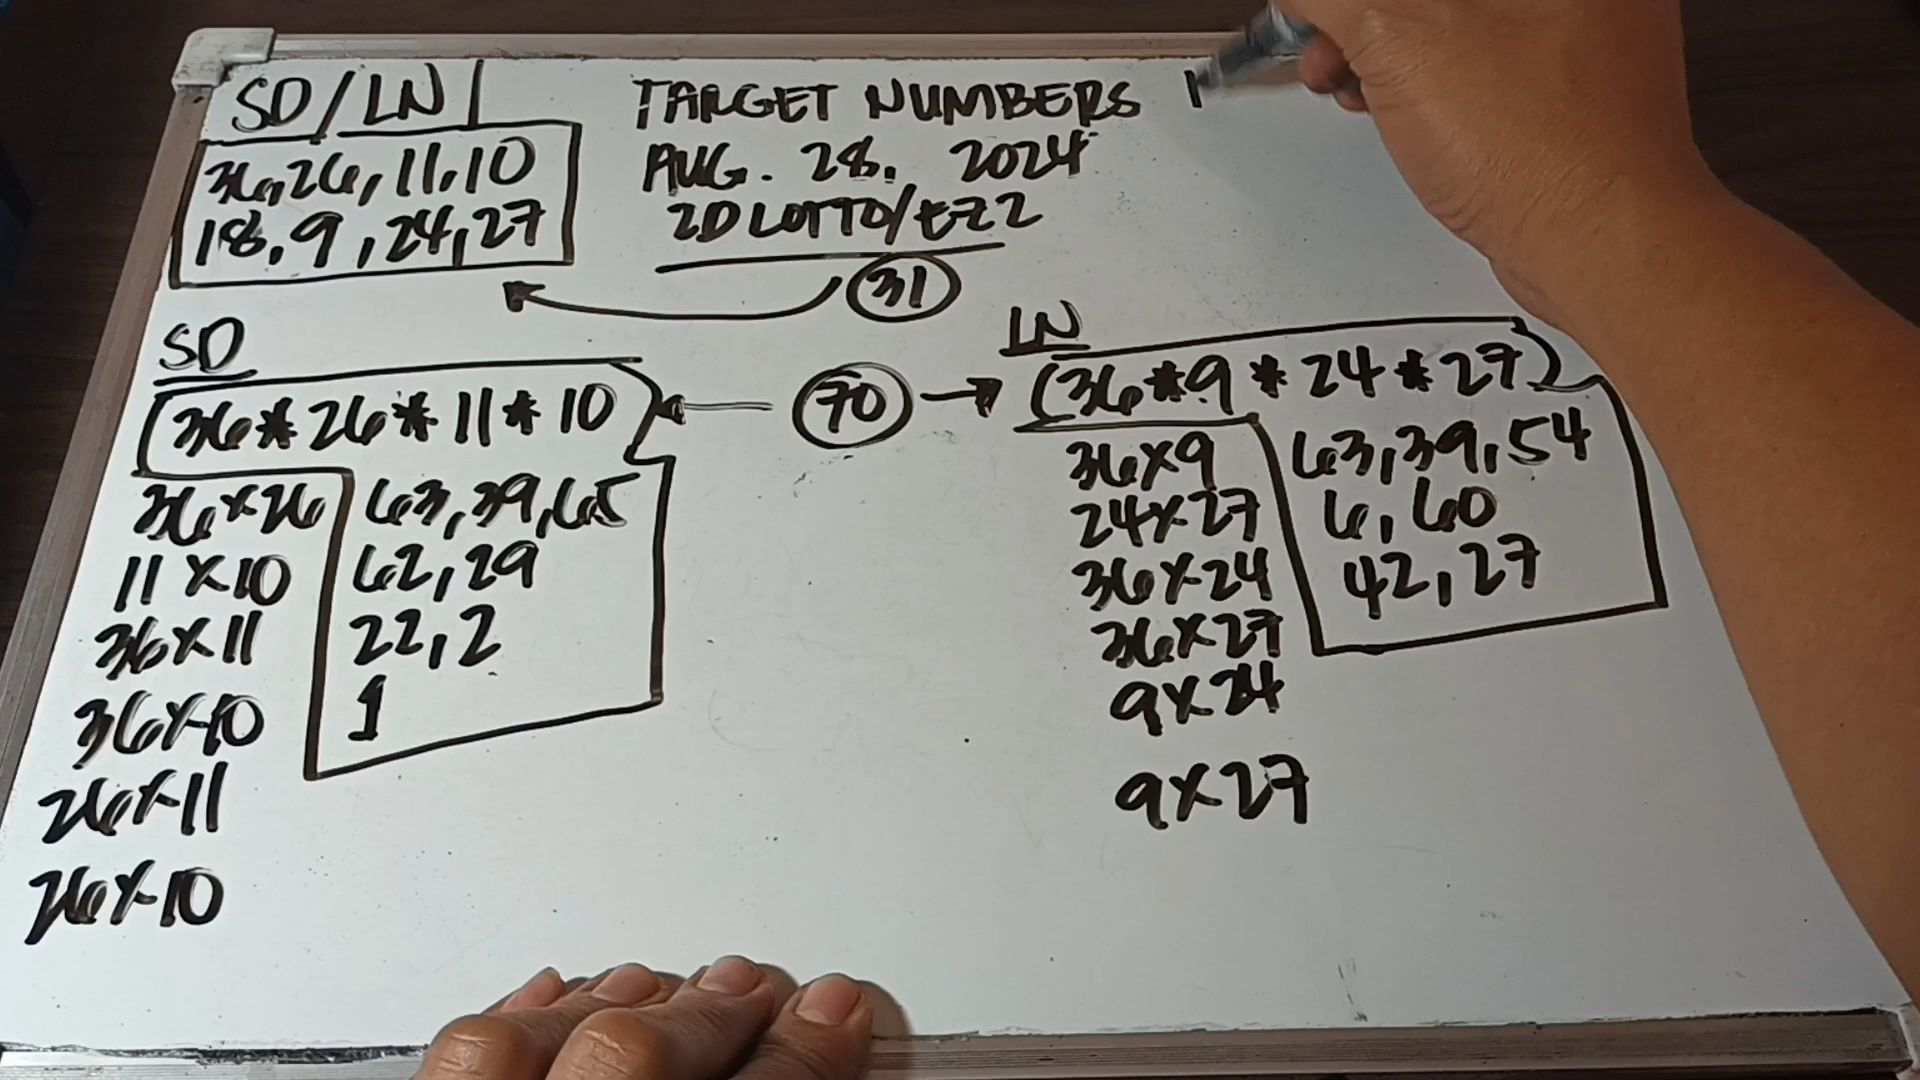 SD/LN/
36,26,11,10
18,9,24,27
TARGET NUMBERS
AUG. 28, 2024
2D LOTTO/EZ2
31
SD
(36*26*11*10)
36x26
11x10
36x11
36x10
26x11
26x10
63,39,65
62,29
22,2
1
70
LN
(36*9*24*27)
36x9
24x27
36x24
36x27
9x24
9x27
63,39,54
6,60
42,27